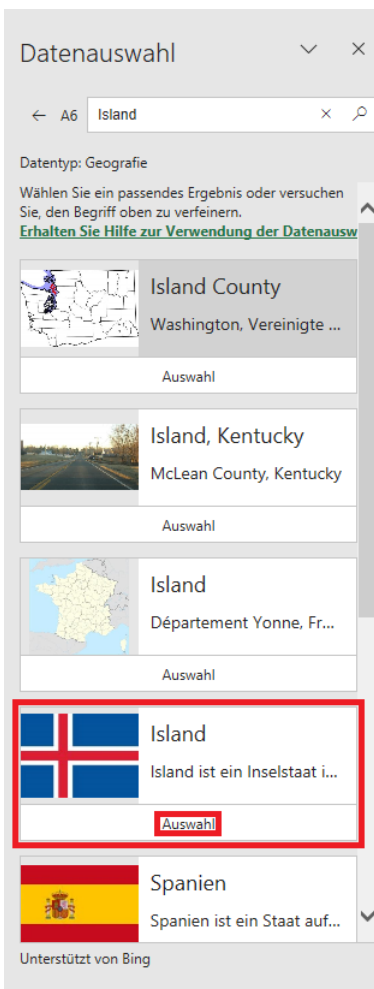 Datenauswahl
A6 Island
Datentyp: Geografie
Wählen Sie ein passendes Ergebnis oder versuchen
Sie, den Begriff oben zu verfeinern.
Erhalten Sie Hilfe zur Verwendung der Datenausw
Island County
Washington, Vereinigte ...
Auswahl
Island, Kentucky
McLean County, Kentucky
Auswahl
Island
Département Yonne, Fr...
Auswahl
Island
Island ist ein Inselstaat i...
Auswahl
Spanien
Spanien ist ein Staat auf...
Unterstützt von Bing